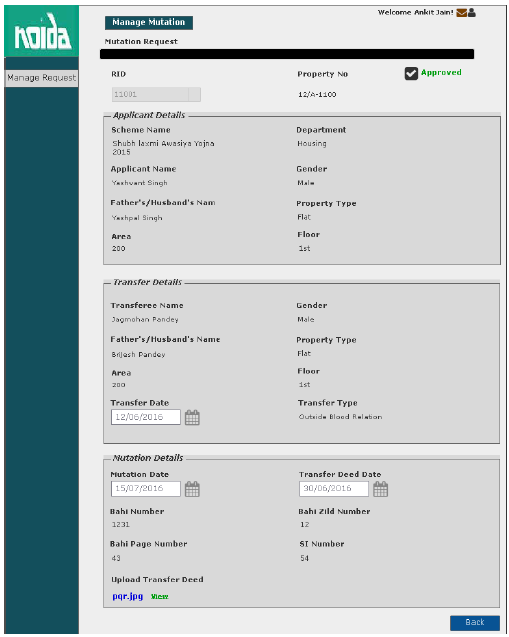 noida
Welcome Ankit Jain!
Manage Mutation
Mutation Request
Manage Request
RID
Property No
Approved
11001
12/A-1100
Applicant Details
Scheme Name
Department
Shubh laxmi Awasiya Yojna
2015
Housing
Applicant Name
Gender
Yashvant Singh
Male
Father's/Husband's Nam
Property Type
Yashpal Singh
Flat
Area
Floor
200
1st
Transfer Details
Transferee Name
Gender
Jagmohan Pandey
Male
Father's/Husband's Name
Property Type
Brijesh Pandey
Flat
Area
Floor
200
1st
Transfer Date
Transfer Type
12/06/2016
Outside Blood Relation
Mutation Details
Mutation Date
Transfer Deed Date
15/07/2016
30/06/2016
Bahi Number
Bahi Zild Number
1231
12
Bahi Page Number
SI Number
43
54
Upload Transfer Deed
pqr.jpg View
Back